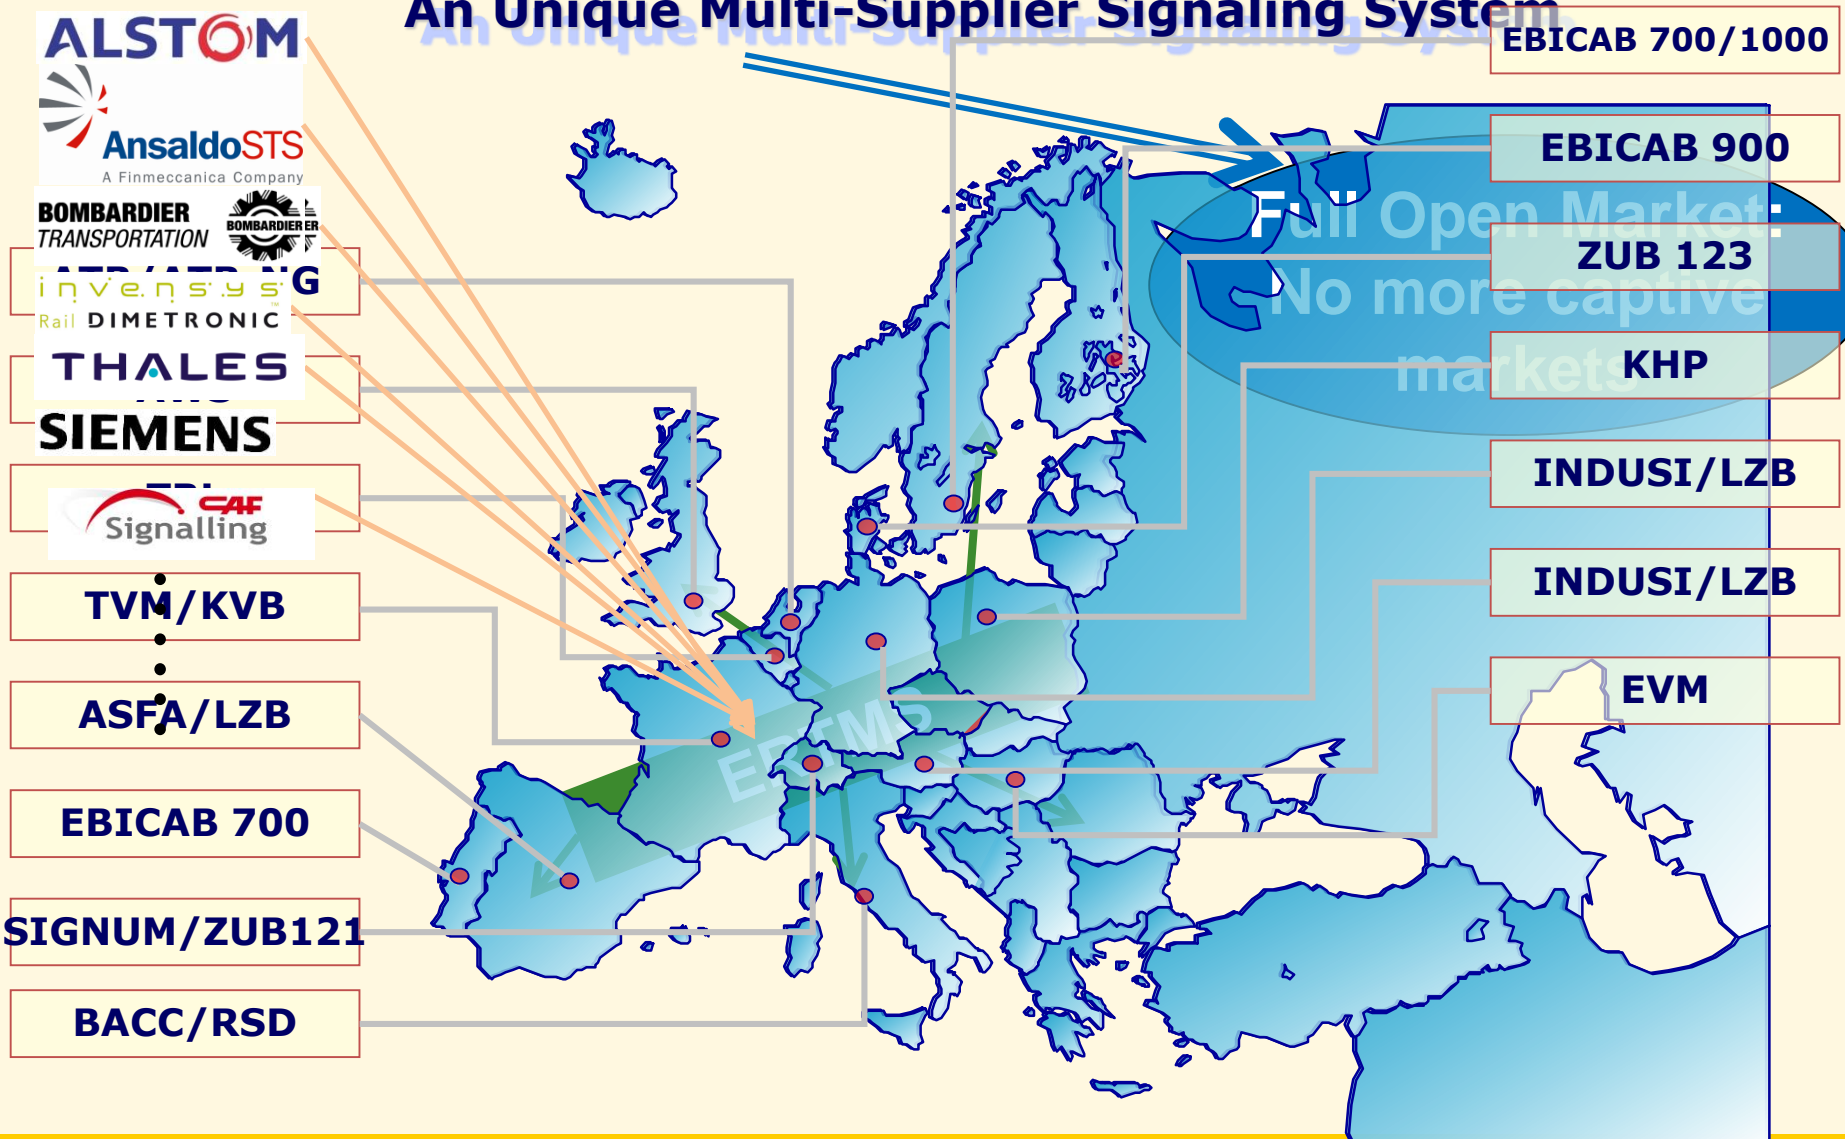 An Unique Multi-Supplier Signaling System
ALSTOM
AnsaldoSTS
A Finmeccanica Company
BOMBARDIER
TRANSPORTATION
BOMBARDIER
invensys
Rail DIMETRONIC
THALES
SIEMENS
CAF
Signalling
TVM/KVB
ASFA/LZB
EBICAB 700
SIGNUM/ZUB121
BACC/RSD
EBICAB 700/1000
EBICAB 900
ZUB 123
KHP
INDUSI/LZB
INDUSI/LZB
EVM
Full Open Market:
No more captive
markets
ERTMS